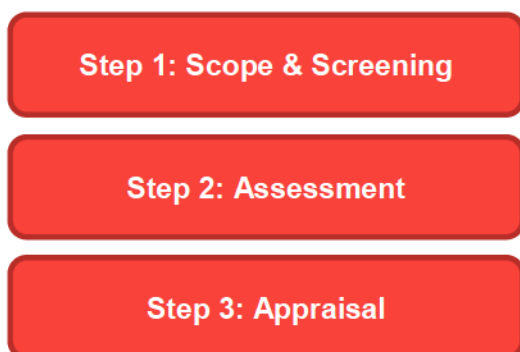 Step 1: Scope & Screening
Step 2: Assessment
Step 3: Appraisal